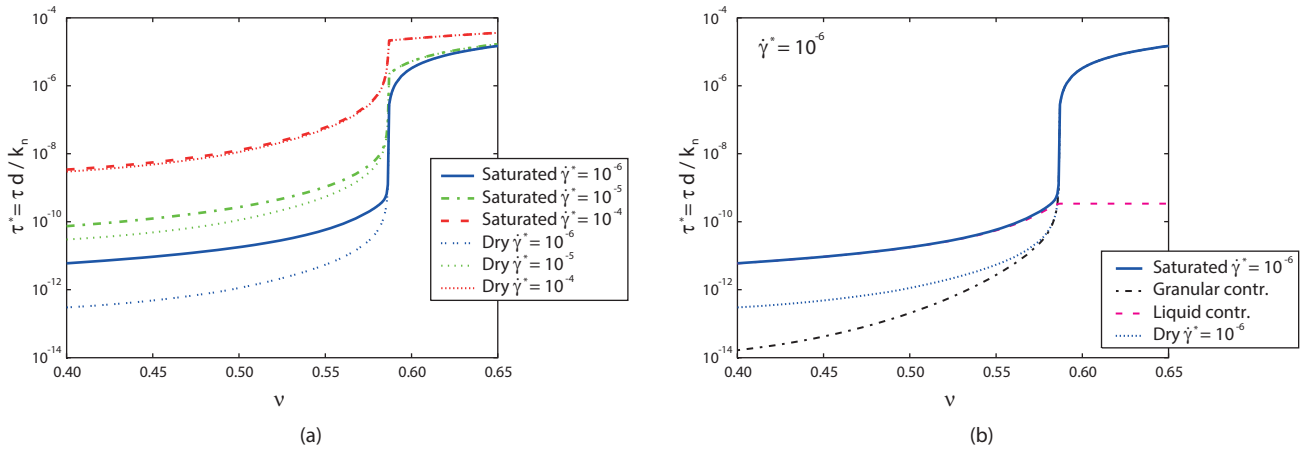 10⁻⁴
10⁻⁶
10⁻⁸
10⁻¹⁰
10⁻¹²
10⁻¹⁴
τ* = τ d / kₙ
0.40 0.45 0.50 0.55 0.60 0.65
ν
Saturated γ̇* = 10⁻⁶
Saturated γ̇* = 10⁻⁵
Saturated γ̇* = 10⁻⁴
Dry γ̇* = 10⁻⁶
Dry γ̇* = 10⁻⁵
Dry γ̇* = 10⁻⁴
(a)
γ̇* = 10⁻⁶
10⁻⁴
10⁻⁶
10⁻⁸
10⁻¹⁰
10⁻¹²
10⁻¹⁴
τ* = τ d / kₙ
0.40 0.45 0.50 0.55 0.60 0.65
ν
Saturated γ̇* = 10⁻⁶
Granular contr.
Liquid contr.
Dry γ̇* = 10⁻⁶
(b)